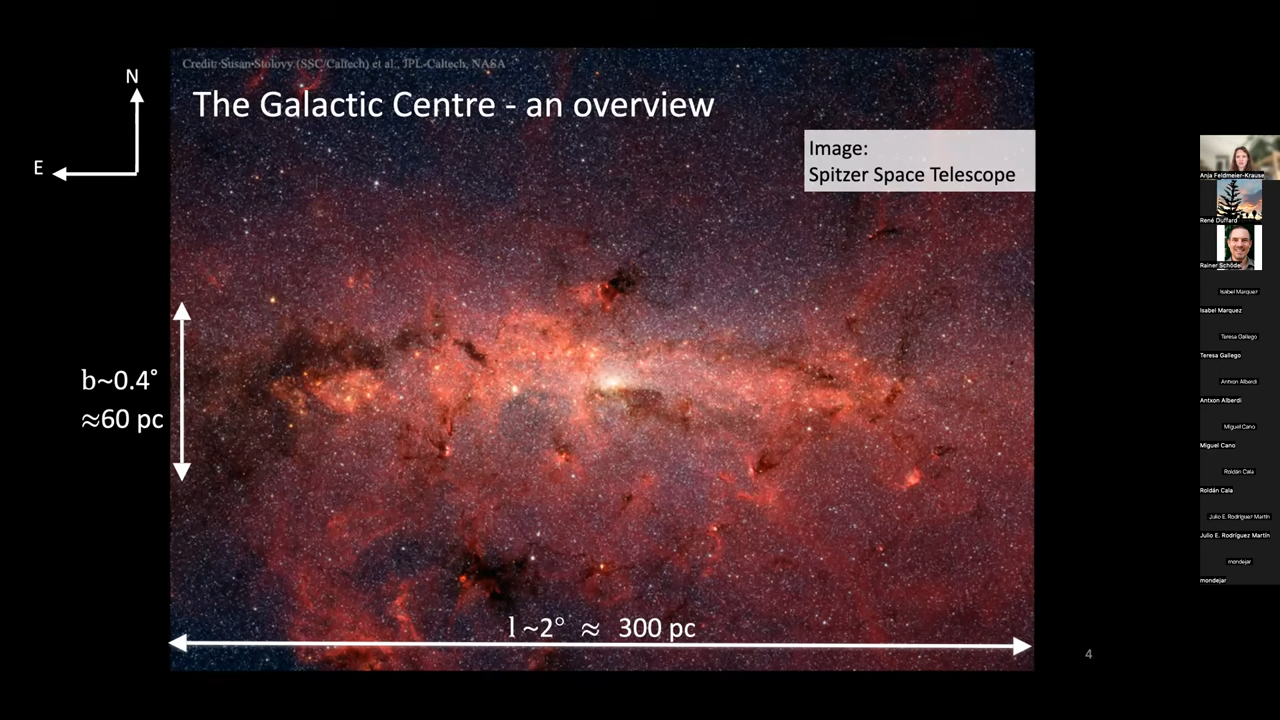 Credit: Susan Stolovy (SSC/Caltech) et al., JPL-Caltech, NASA
The Galactic Centre - an overview
N
E
Image:
Spitzer Space Telescope
b~0.4°
≈60 pc
l ~2° ≈ 300 pc
4
Anja Feldmeier-Krause
René Duffard
Rainer Schödel
Isabel Marquez
Isabel Marquez
Teresa Gallego
Teresa Gallego
Antxon Alberdi
Antxon Alberdi
Miguel Cano
Miguel Cano
Roldán Cala
Roldán Cala
Julio E. Rodríguez Martín
Julio E. Rodríguez Martín
mondejar
mondejar